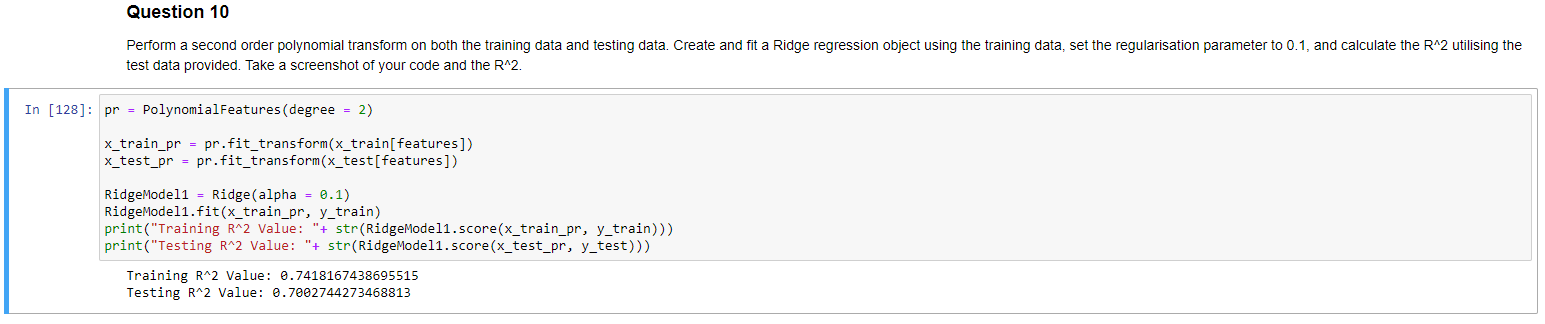 Question 10
Perform a second order polynomial transform on both the training data and testing data. Create and fit a Ridge regression object using the training data, set the regularisation parameter to 0.1, and calculate the R^2 utilising the
test data provided. Take a screenshot of your code and the R^2.
In [128]: pr = PolynomialFeatures(degree = 2)
x_train_pr = pr.fit_transform(x_train[features])
x_test_pr = pr.fit_transform(x_test[features])
RidgeModel1 = Ridge(alpha = 0.1)
RidgeModel1.fit(x_train_pr, y_train)
print("Training R^2 Value: "+ str(RidgeModel1.score(x_train_pr, y_train)))
print("Testing R^2 Value: "+ str(RidgeModel1.score(x_test_pr, y_test)))
Training R^2 Value: 0.7418167438695515
Testing R^2 Value: 0.7002744273468813